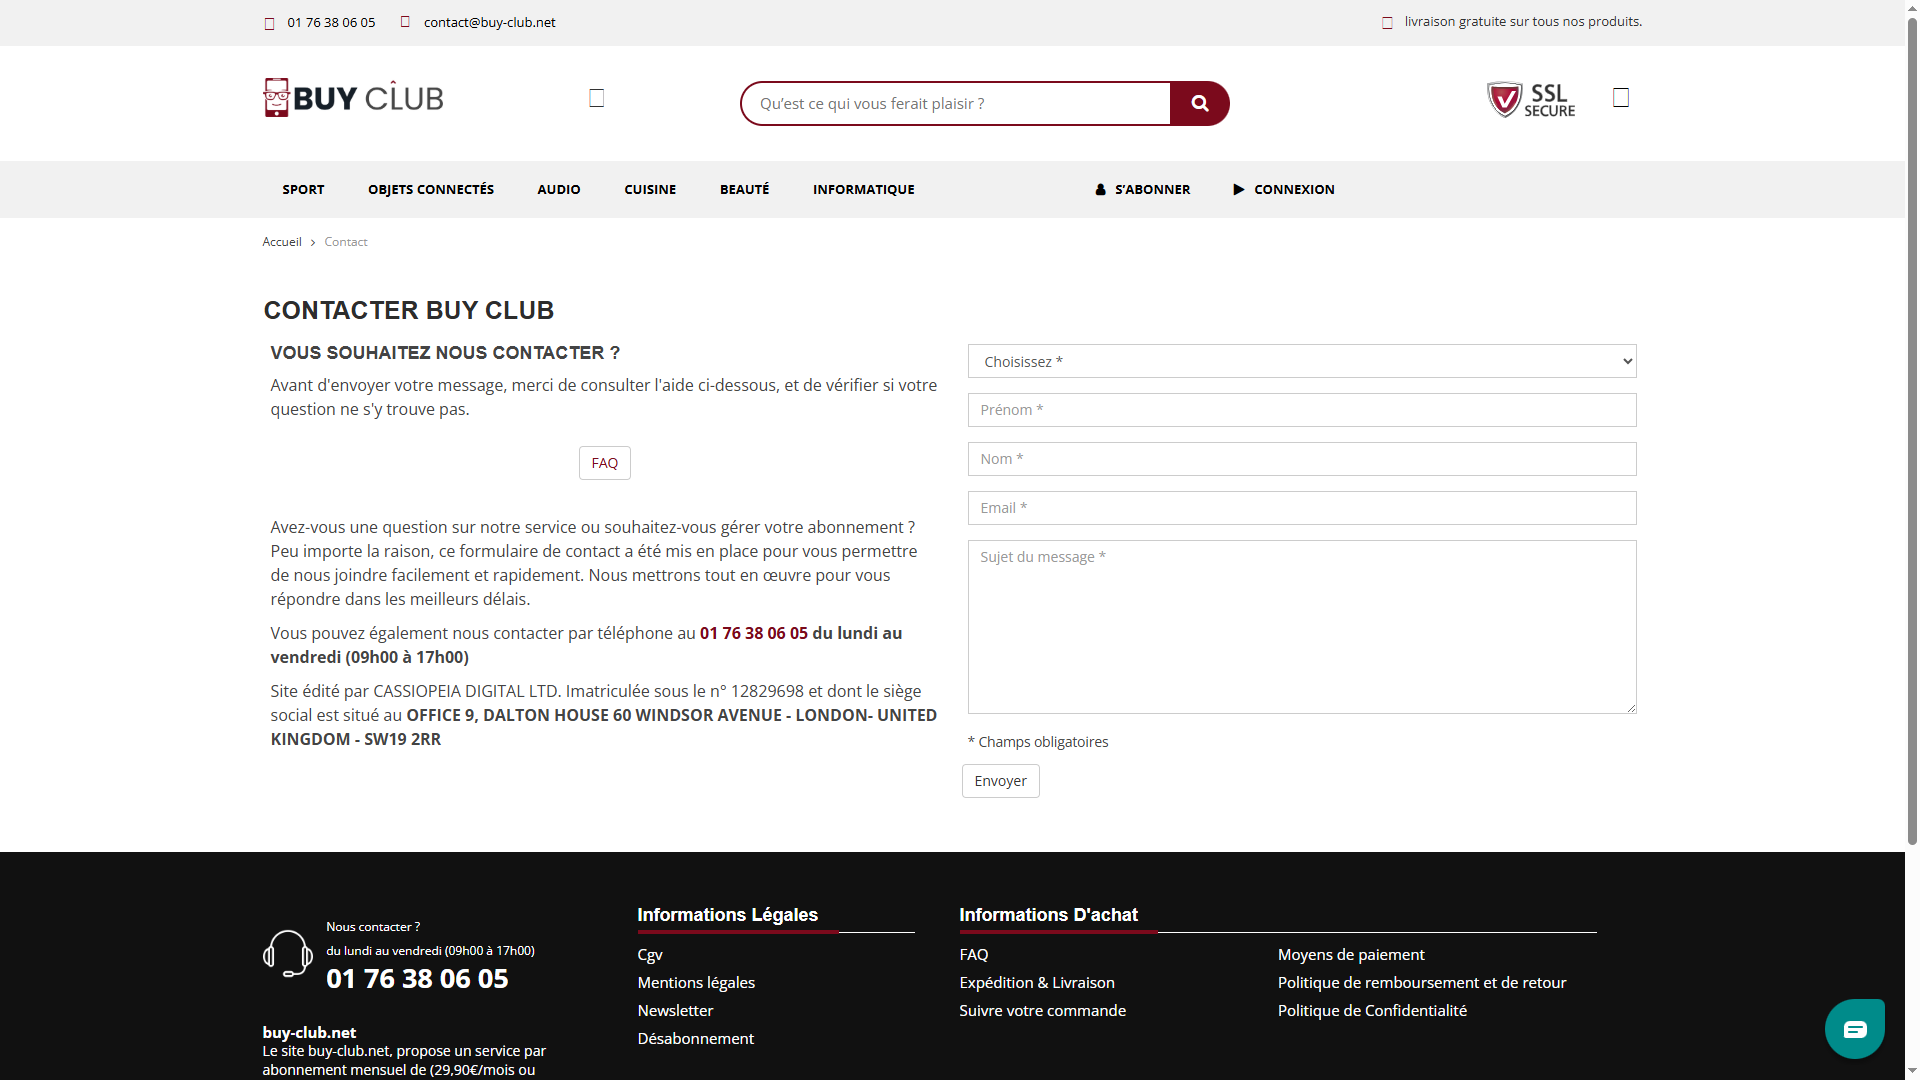 01 76 38 06 05 contact@buy-club.net livraison gratuite sur tous nos produits.
BUY CLUB
Qu’est ce qui vous ferait plaisir ?
SSL
SECURE
SPORT OBJETS CONNECTÉS AUDIO CUISINE BEAUTÉ INFORMATIQUE S’ABONNER CONNEXION
Accueil > Contact
CONTACTER BUY CLUB
VOUS SOUHAITEZ NOUS CONTACTER ?
Avant d'envoyer votre message, merci de consulter l'aide ci-dessous, et de vérifier si votre
question ne s'y trouve pas.
FAQ
Avez-vous une question sur notre service ou souhaitez-vous gérer votre abonnement ?
Peu importe la raison, ce formulaire de contact a été mis en place pour vous permettre
de nous joindre facilement et rapidement. Nous mettrons tout en œuvre pour vous
répondre dans les meilleurs délais.
Vous pouvez également nous contacter par téléphone au 01 76 38 06 05 du lundi au
vendredi (09h00 à 17h00)
Site édité par CASSIOPEIA DIGITAL LTD. Imatriculée sous le n° 12829698 et dont le siège
social est situé au OFFICE 9, DALTON HOUSE 60 WINDSOR AVENUE - LONDON- UNITED
KINGDOM - SW19 2RR
Choisissez *
Prénom *
Nom *
Email *
Sujet du message *
* Champs obligatoires
Envoyer
Nous contacter ?
du lundi au vendredi (09h00 à 17h00)
01 76 38 06 05
buy-club.net
Le site buy-club.net, propose un service par
abonnement mensuel de (29,90€/mois ou
Informations Légales
Cgv
Mentions légales
Newsletter
Désabonnement
Informations D'achat
FAQ
Expédition & Livraison
Suivre votre commande
Moyens de paiement
Politique de remboursement et de retour
Politique de Confidentialité